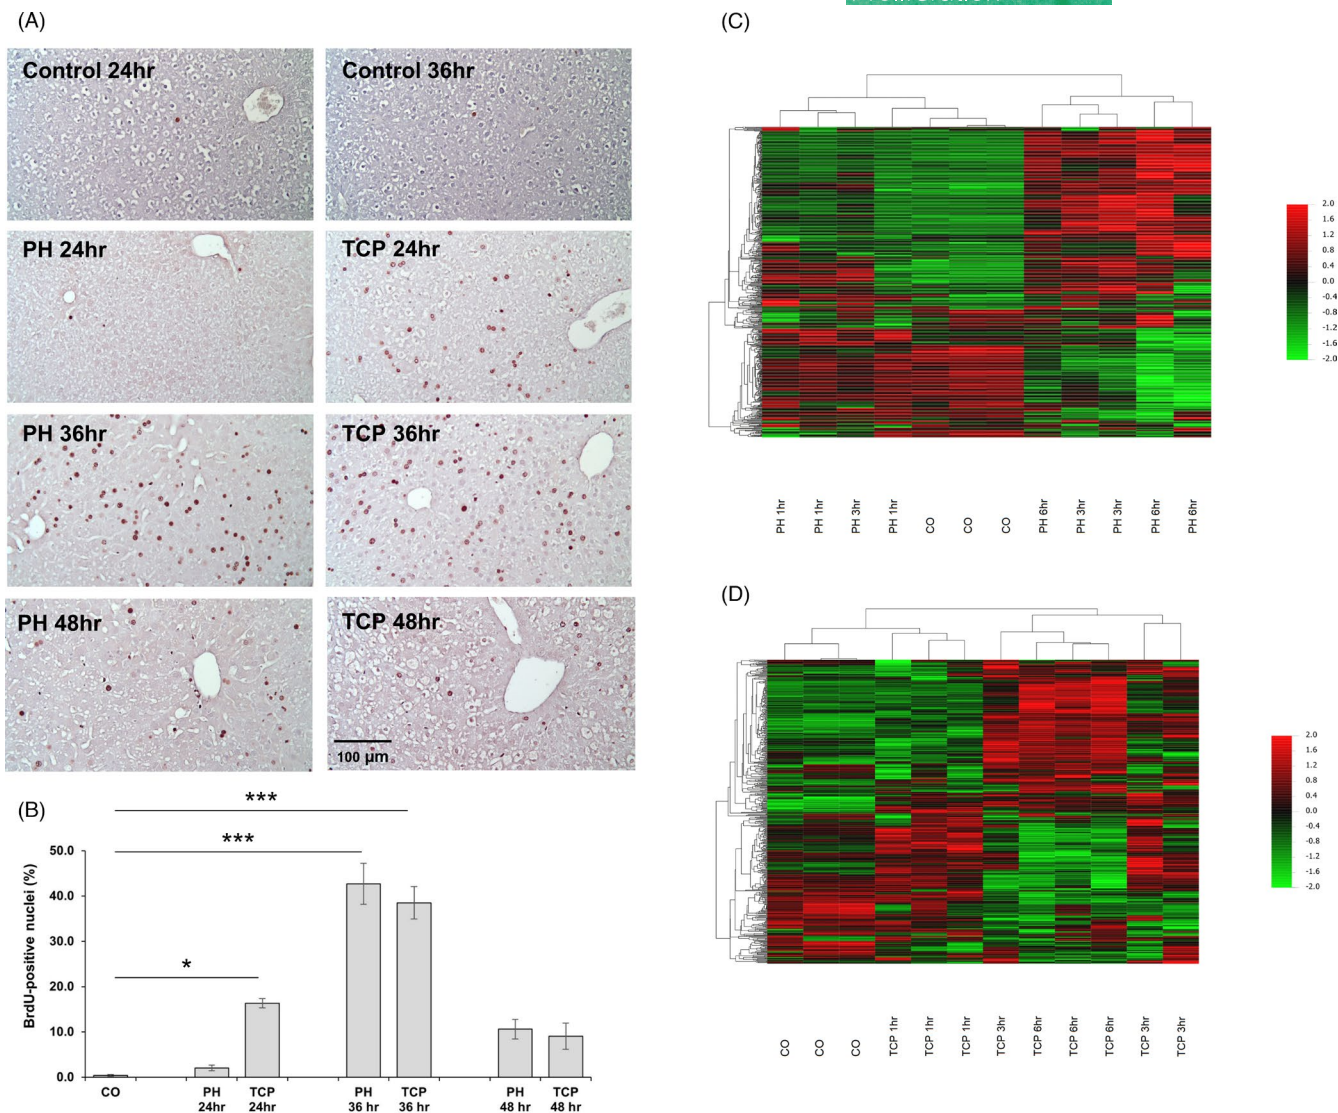 (A)
Control 24hr
Control 36hr
PH 24hr
TCP 24hr
PH 36hr
TCP 36hr
PH 48hr
TCP 48hr
100 µm
(B)
***
***
*
BrdU-positive nuclei (%)
50.0
40.0
30.0
20.0
10.0
0.0
CO
PH 24hr
TCP 24hr
PH 36 hr
TCP 36 hr
PH 48 hr
TCP 48 hr
(C)
2.0
1.6
1.2
0.8
0.4
0.0
-0.4
-0.8
-1.2
-1.6
-2.0
PH 1hr
PH 1hr
PH 3hr
PH 1hr
CO
CO
CO
PH 6hr
PH 3hr
PH 3hr
PH 6hr
PH 6hr
(D)
2.0
1.6
1.2
0.8
0.4
0.0
-0.4
-0.8
-1.2
-1.6
-2.0
CO
CO
CO
TCP 1hr
TCP 1hr
TCP 1hr
TCP 3hr
TCP 6hr
TCP 6hr
TCP 6hr
TCP 3hr
TCP 3hr